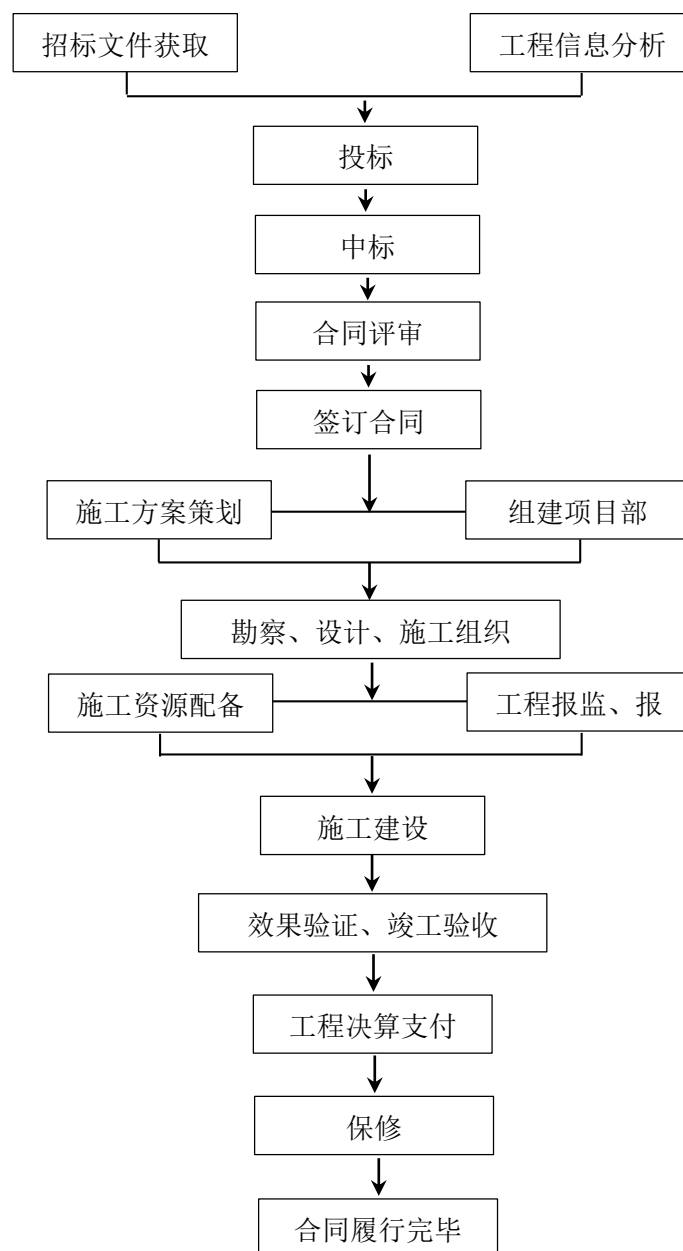 招标文件获取
工程信息分析
投标
中标
合同评审
签订合同
施工方案策划
组建项目部
勘察、设计、施工组织
施工资源配备
工程报监、报
施工建设
效果验证、竣工验收
工程决算支付
保修
合同履行完毕